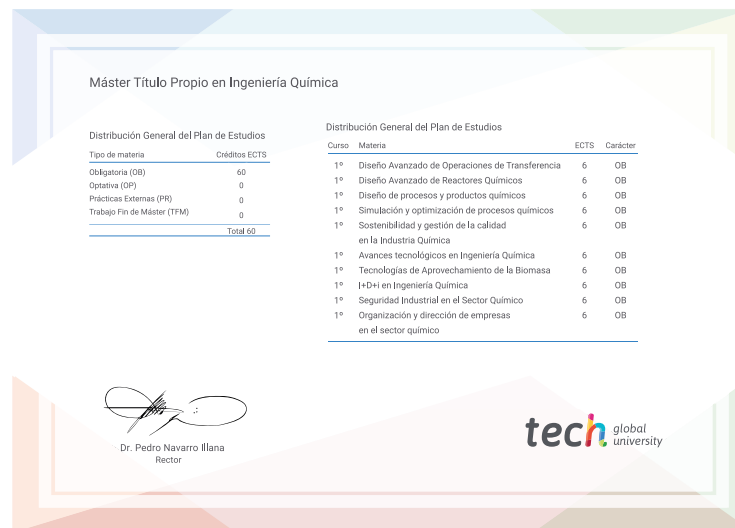 Máster Título Propio en Ingeniería Química
Distribución General del Plan de Estudios
Tipo de materia Créditos ECTS
Obligatoria (OB) 60
Optativa (OP) 0
Prácticas Externas (PR) 0
Trabajo Fin de Máster (TFM) 0
Total 60
Distribución General del Plan de Estudios
Curso Materia ECTS Carácter
1º Diseño Avanzado de Operaciones de Transferencia 6 OB
1º Diseño Avanzado de Reactores Químicos 6 OB
1º Diseño de procesos y productos químicos 6 OB
1º Simulación y optimización de procesos químicos 6 OB
1º Sostenibilidad y gestión de la calidad 6 OB
en la Industria Química
1º Avances tecnológicos en Ingeniería Química 6 OB
1º Tecnologías de Aprovechamiento de la Biomasa 6 OB
1º I+D+i en Ingeniería Química 6 OB
1º Seguridad Industrial en el Sector Químico 6 OB
1º Organización y dirección de empresas 6 OB
en el sector químico
Dr. Pedro Navarro Illana
Rector
tech global
university